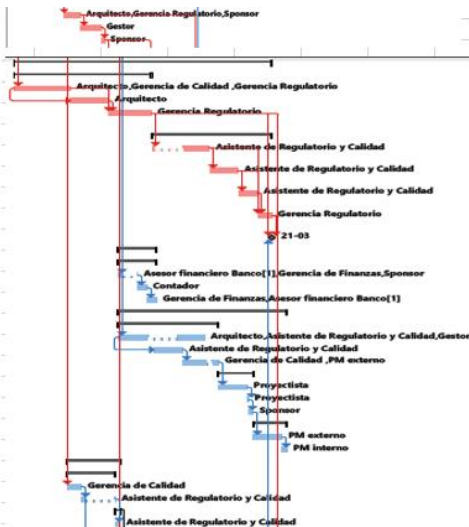 Arquitecto,Gerencia Regulatorio,Sponsor
Gestor
Sponsor
Arquitecto,Gerencia de Calidad ,Gerencia Regulatorio
Arquitecto
Gerencia Regulatorio
Asistente de Regulatorio y Calidad
Asistente de Regulatorio y Calidad
Asistente de Regulatorio y Calidad
Gerencia Regulatorio
21-03
Asesor financiero Banco[1],Gerencia de Finanzas,Sponsor
Contador
Gerencia de Finanzas,Asesor financiero Banco[1]
Arquitecto,Asistente de Regulatorio y Calidad,Gestor
Asistente de Regulatorio y Calidad
Gerencia de Calidad ,PM externo
Proyectista
Proyectista
Sponsor
PM externo
PM interno
Gerencia de Calidad
Asistente de Regulatorio y Calidad
Asistente de Regulatorio y Calidad